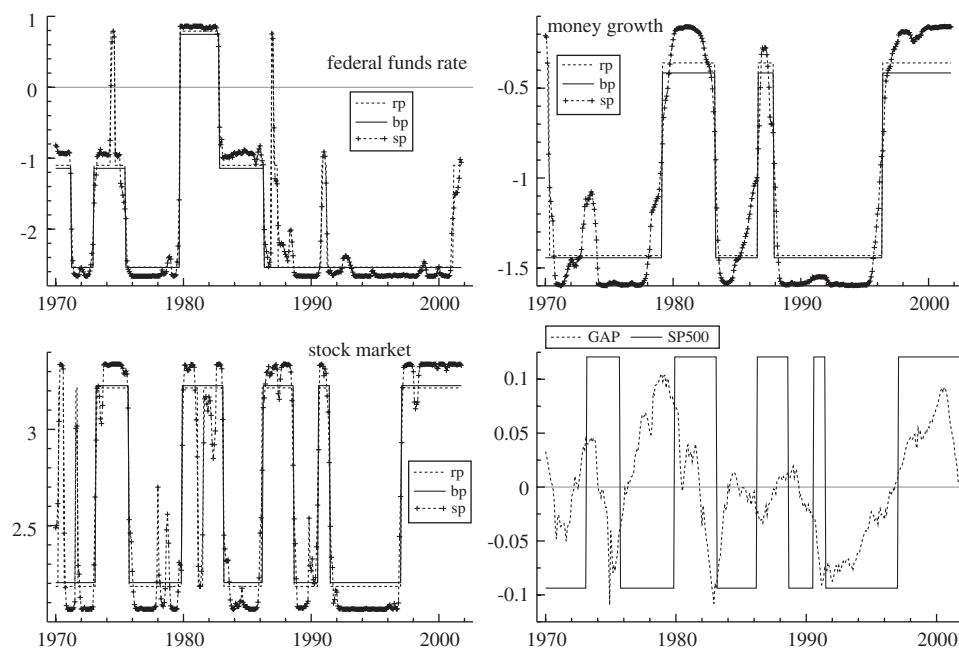 1
0
-1
-2
federal funds rate
rp
bp
sp
1970 1980 1990 2000
money growth
-0.5
-1
-1.5
rp
bp
sp
1970 1980 1990 2000
stock market
3
2.5
rp
bp
sp
1970 1980 1990 2000
GAP SP500
0.1
0.05
0
-0.05
-0.1
1970 1980 1990 2000